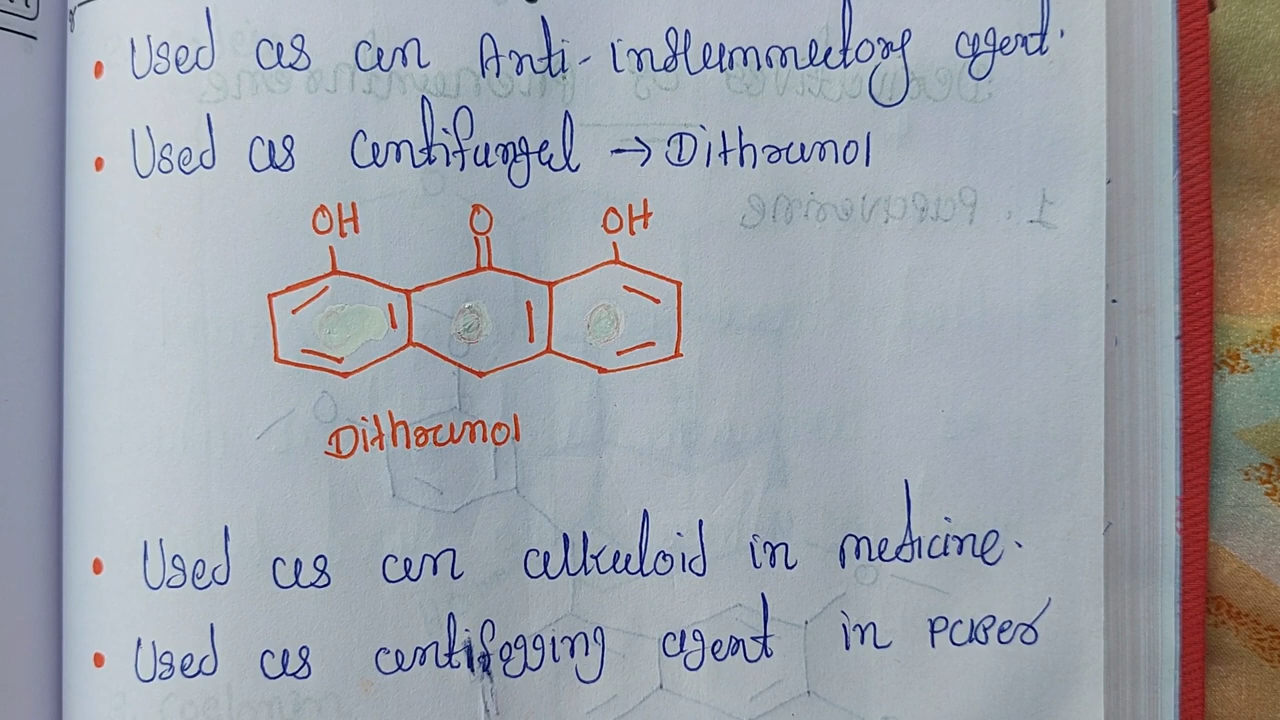 • Used as an Anti-inflammatory agent.
• Used as antifungal → Dithranol
OH O OH
Dithranol
• Used as an alkaloid in medicine.
• Used as antifogging agent in paper